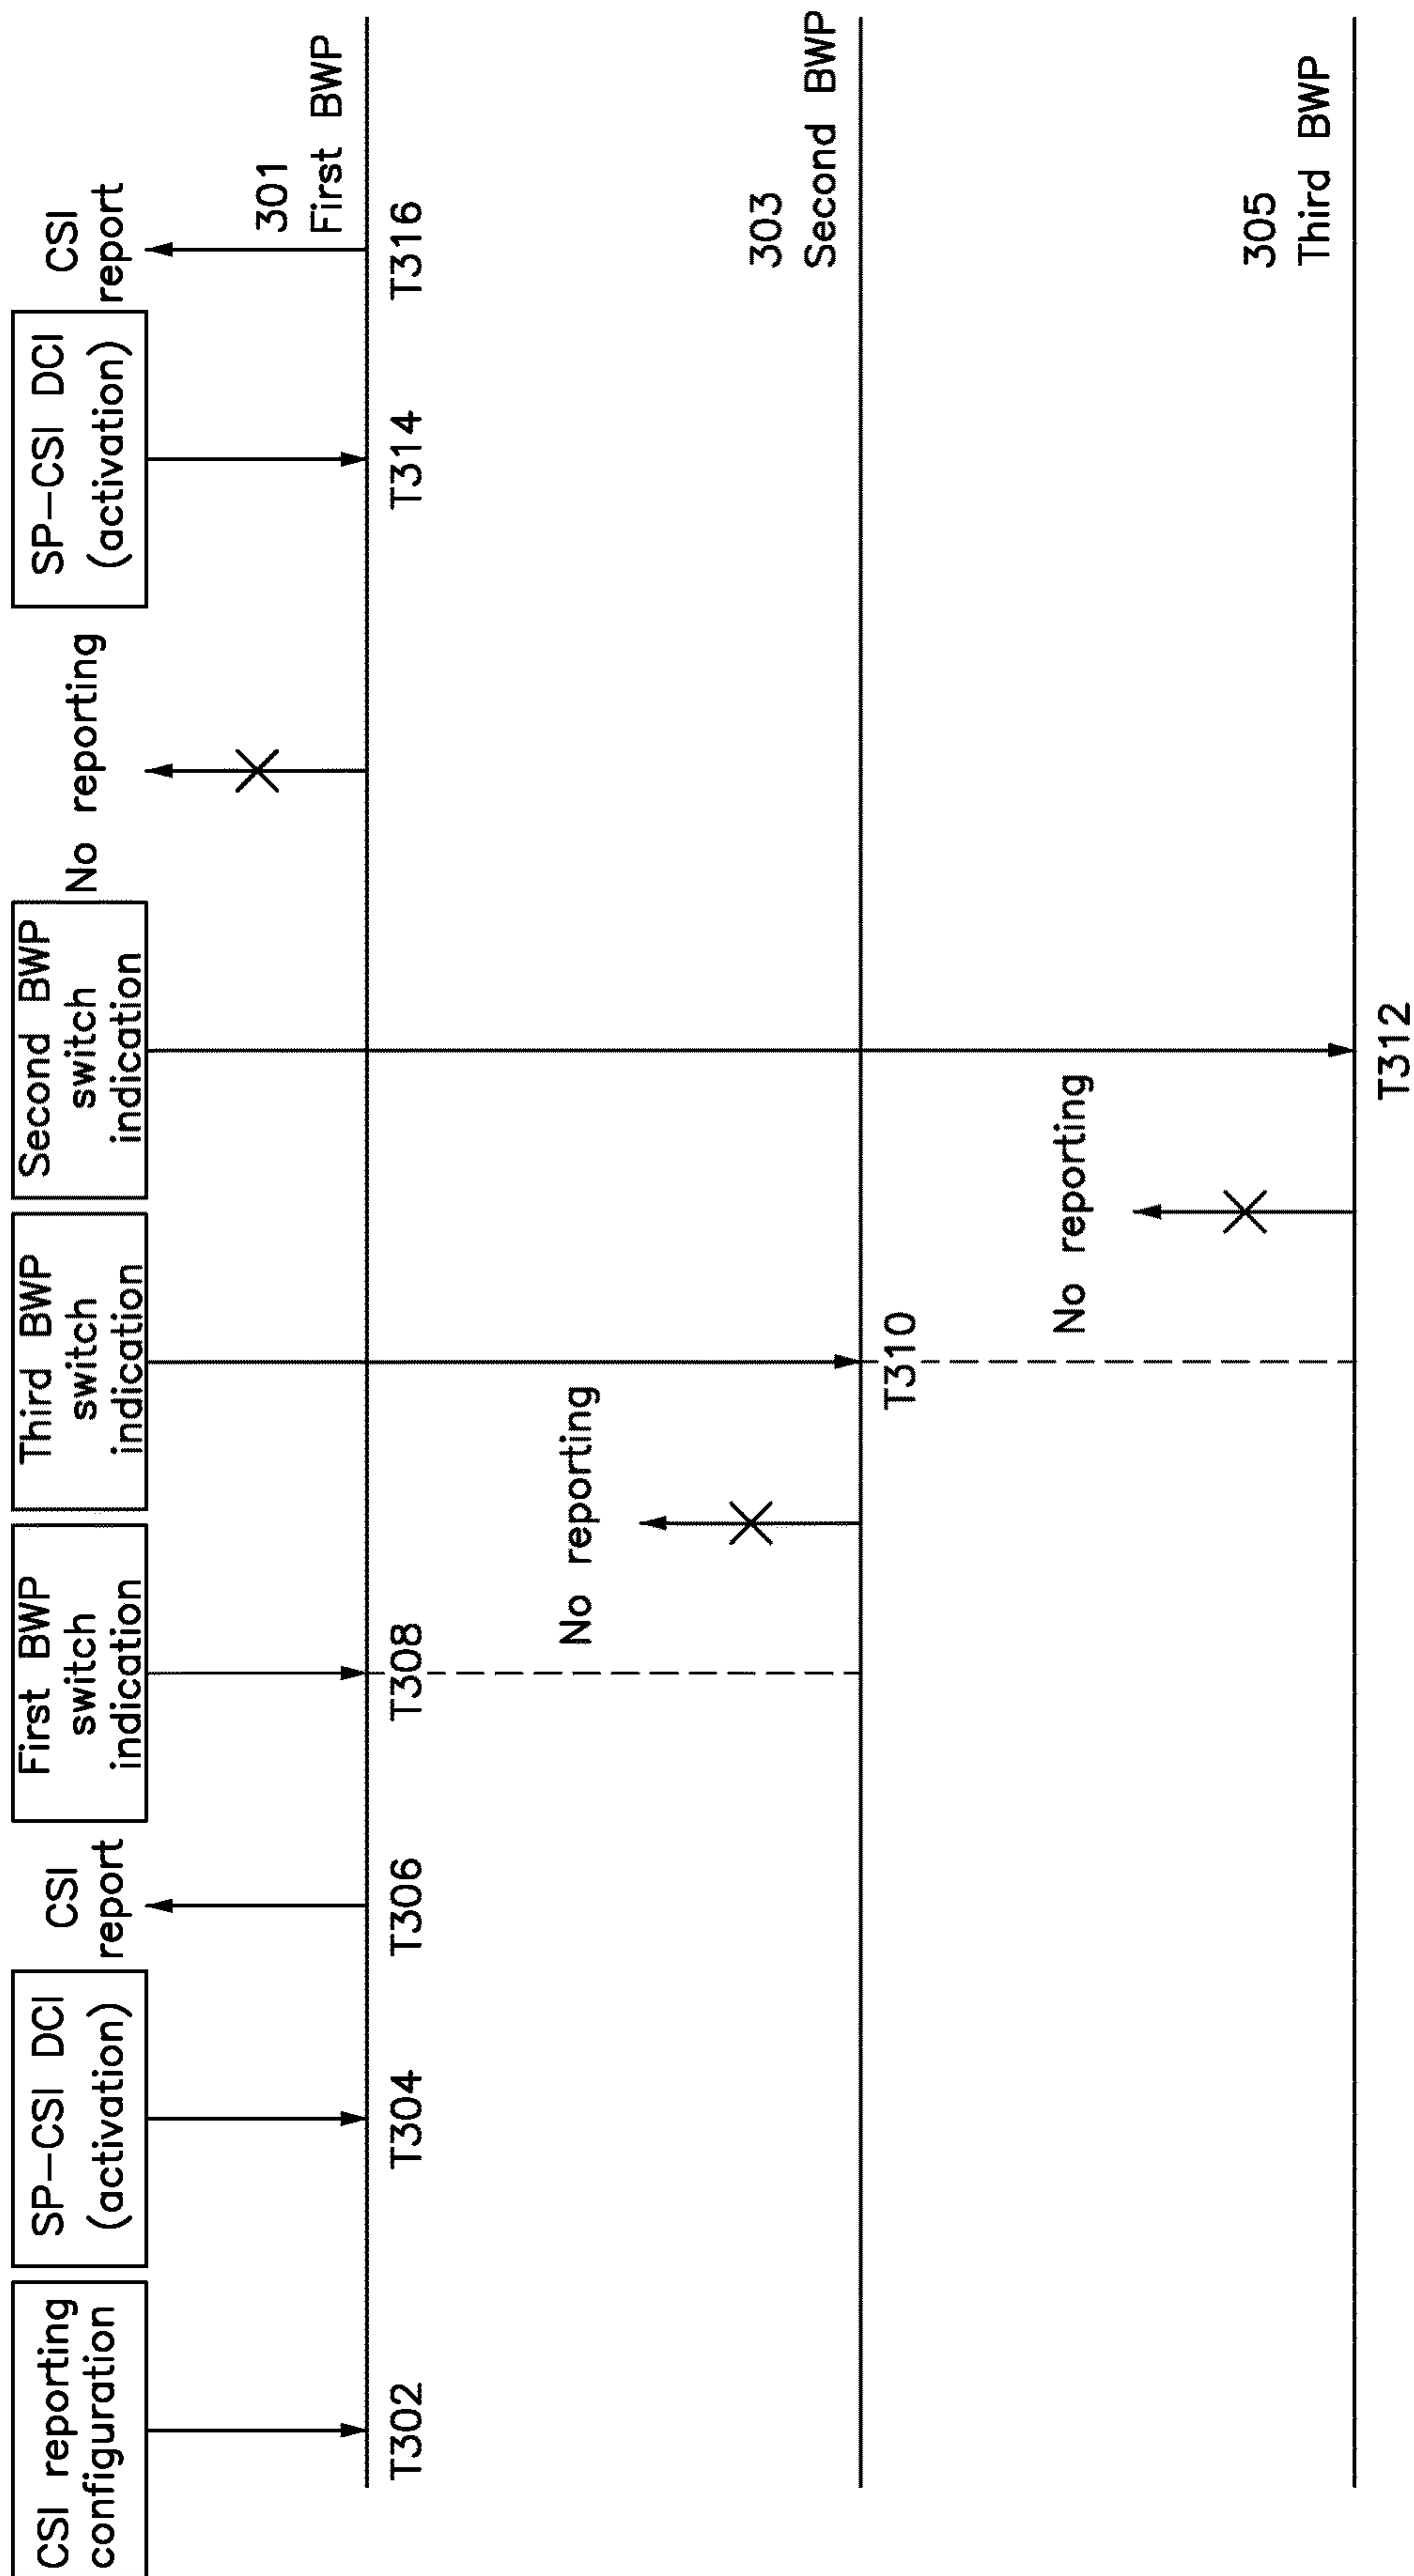 CSI reporting
configuration
SP-CSI DCI
(activation)
CSI
report
First BWP
switch
indication
Third BWP
switch
indication
Second BWP
switch
indication
No reporting
SP-CSI DCI
(activation)
CSI
report
301
First BWP
T302
T304
T306
T308
T314
T316
No reporting
303
Second BWP
T310
No reporting
305
Third BWP
T312